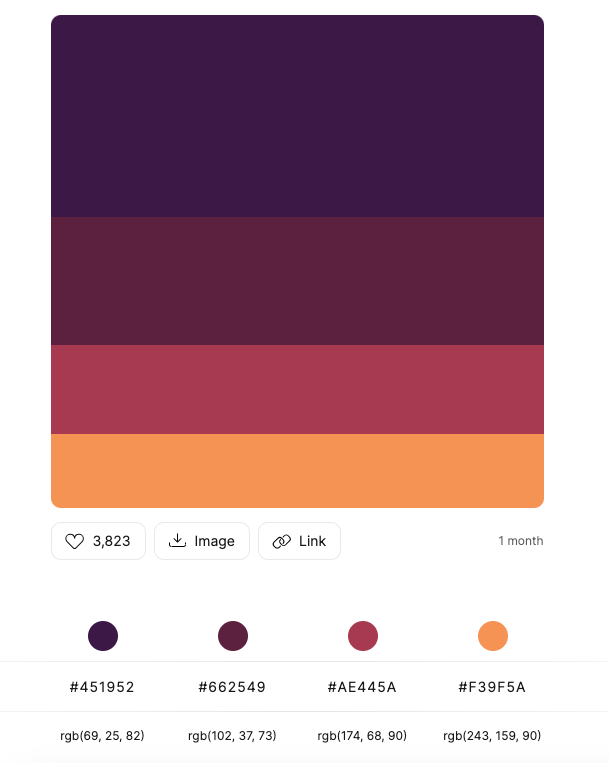 3,823 Image Link 1 month
#451952 #662549 #AE445A #F39F5A
rgb(69, 25, 82) rgb(102, 37, 73) rgb(174, 68, 90) rgb(243, 159, 90)